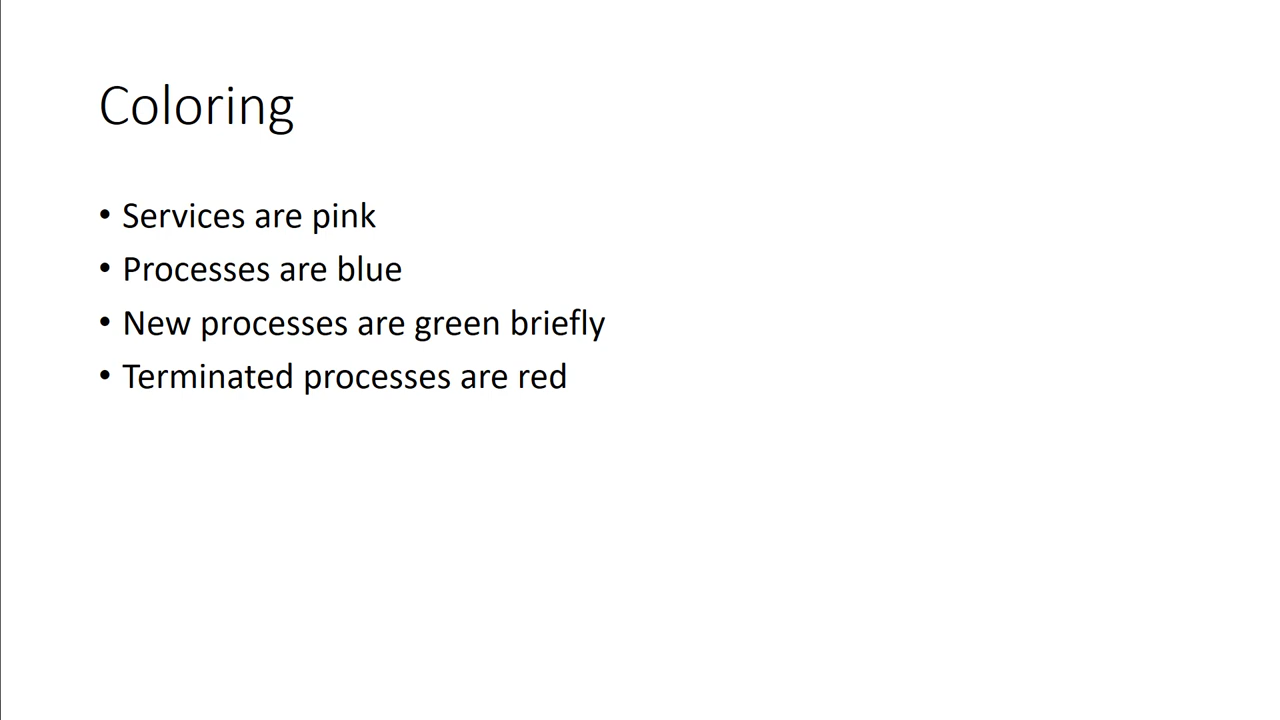 Coloring
• Services are pink
• Processes are blue
• New processes are green briefly
• Terminated processes are red